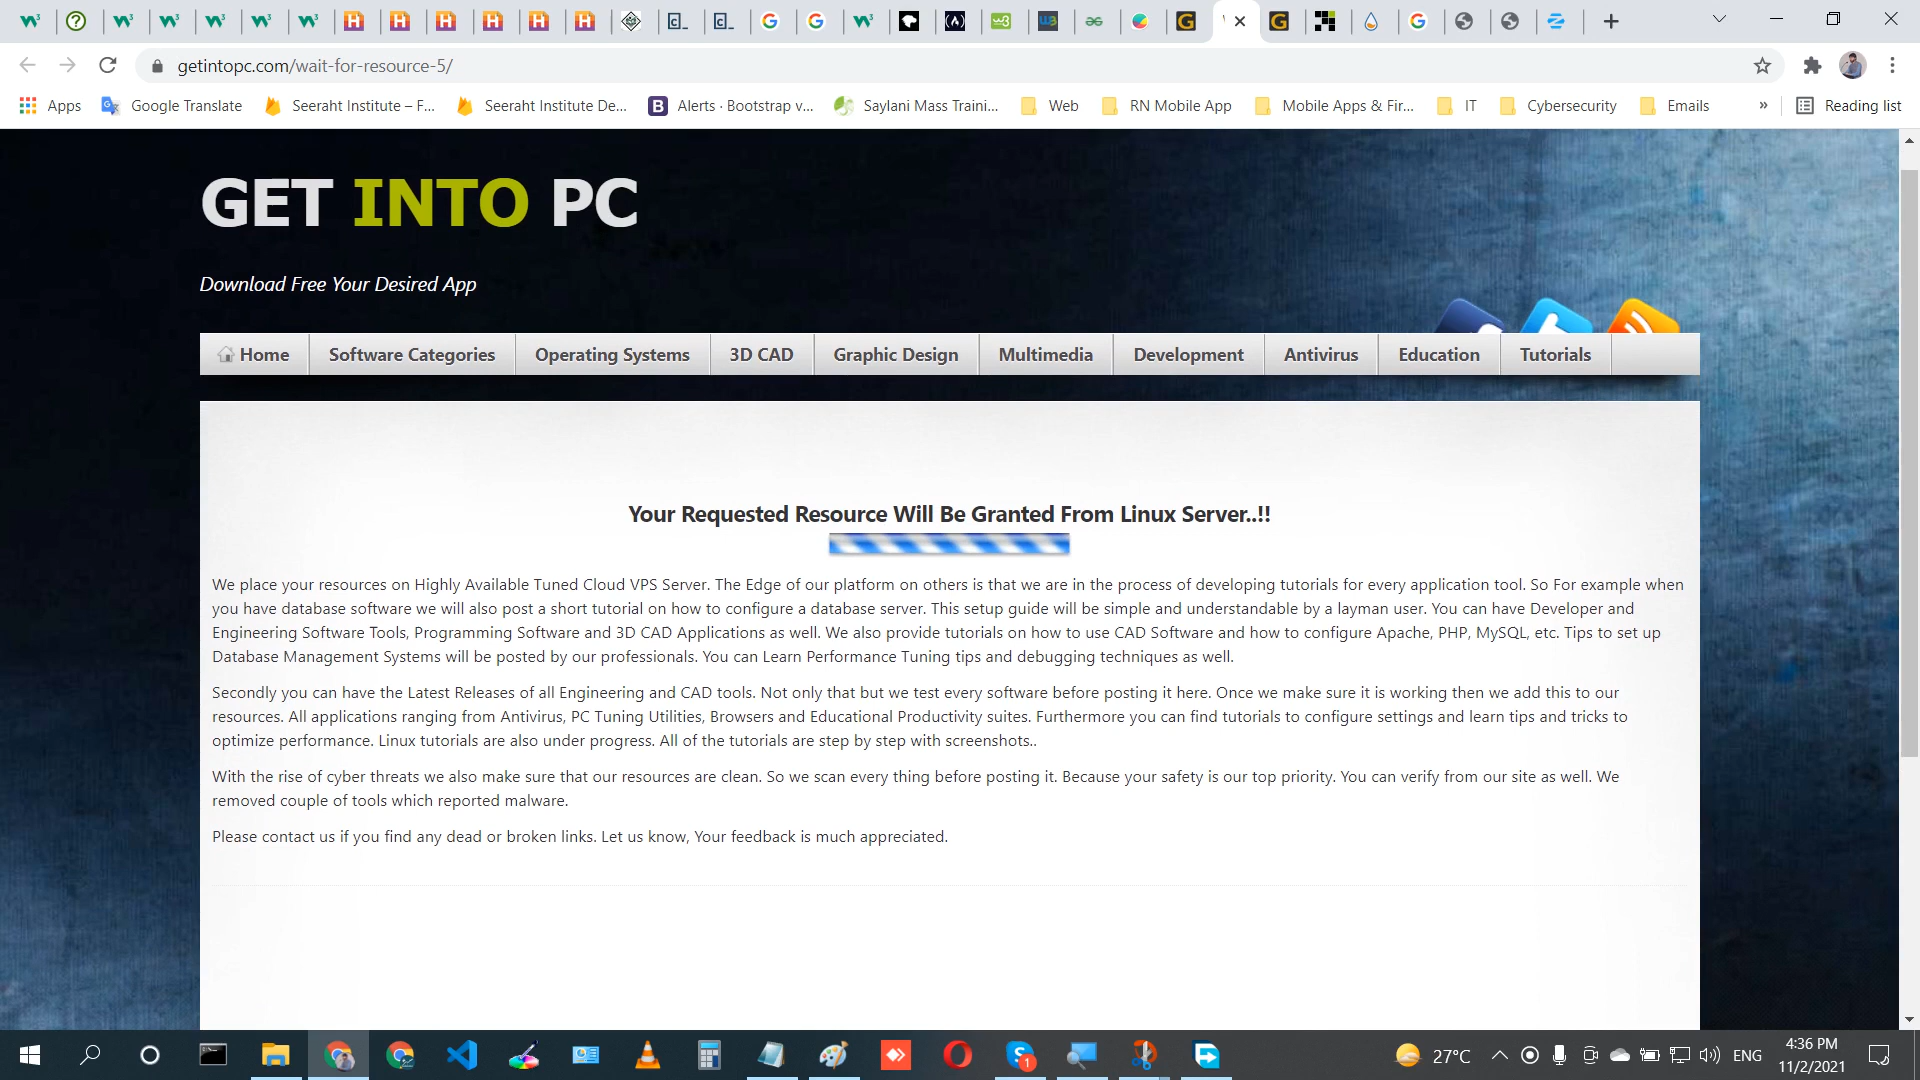 getintopc.com/wait-for-resource-5/
Apps Google Translate Seeraht Institute – F... Seeraht Institute De... Alerts · Bootstrap v... Saylani Mass Traini... Web RN Mobile App Mobile Apps & Fir... IT Cybersecurity Emails » Reading list
GET INTO PC
Download Free Your Desired App
Home Software Categories Operating Systems 3D CAD Graphic Design Multimedia Development Antivirus Education Tutorials
Your Requested Resource Will Be Granted From Linux Server..!!
We place your resources on Highly Available Tuned Cloud VPS Server. The Edge of our platform on others is that we are in the process of developing tutorials for every application tool. So For example when
you have database software we will also post a short tutorial on how to configure a database server. This setup guide will be simple and understandable by a layman user. You can have Developer and
Engineering Software Tools, Programming Software and 3D CAD Applications as well. We also provide tutorials on how to use CAD Software and how to configure Apache, PHP, MySQL, etc. Tips to set up
Database Management Systems will be posted by our professionals. You can Learn Performance Tuning tips and debugging techniques as well.
Secondly you can have the Latest Releases of all Engineering and CAD tools. Not only that but we test every software before posting it here. Once we make sure it is working then we add this to our
resources. All applications ranging from Antivirus, PC Tuning Utilities, Browsers and Educational Productivity suites. Furthermore you can find tutorials to configure settings and learn tips and tricks to
optimize performance. Linux tutorials are also under progress. All of the tutorials are step by step with screenshots..
With the rise of cyber threats we also make sure that our resources are clean. So we scan every thing before posting it. Because your safety is our top priority. You can verify from our site as well. We
removed couple of tools which reported malware.
Please contact us if you find any dead or broken links. Let us know, Your feedback is much appreciated.
27°C ENG 4:36 PM
11/2/2021